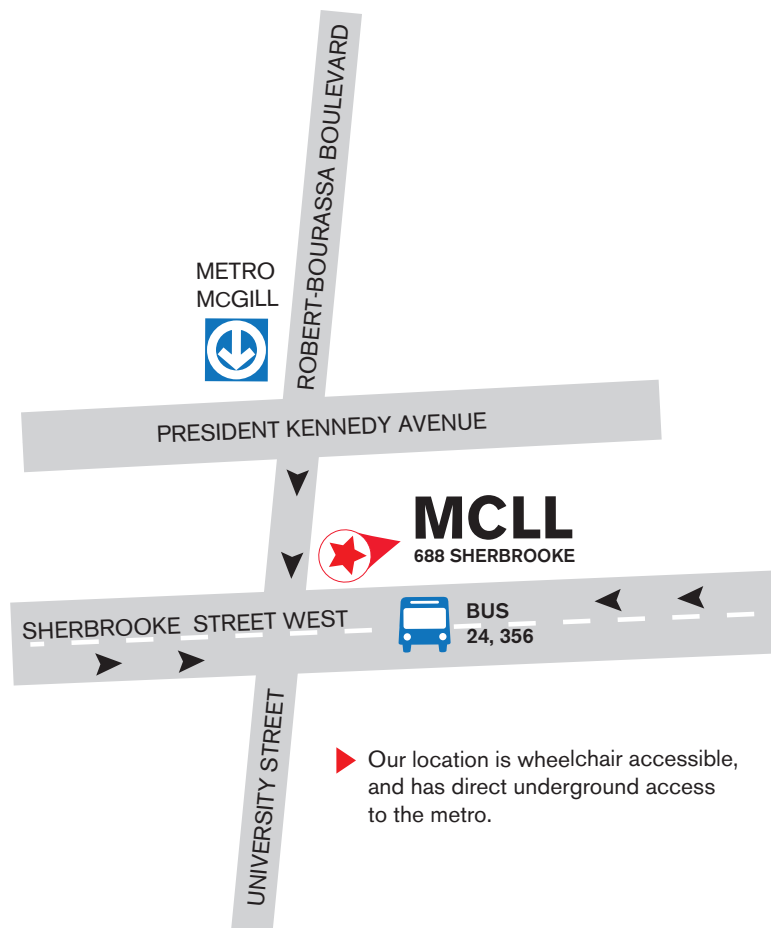 ROBERT-BOURASSA BOULEVARD
METRO
MCGILL
PRESIDENT KENNEDY AVENUE
MCLL
688 SHERBROOKE
SHERBROOKE STREET WEST
BUS
24, 356
UNIVERSITY STREET
Our location is wheelchair accessible,
and has direct underground access
to the metro.